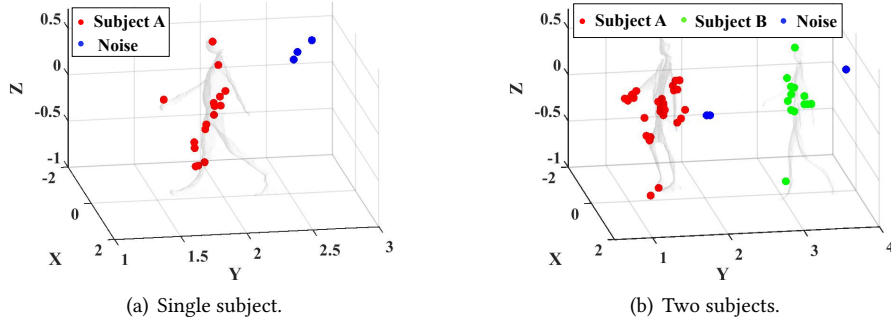 Subject A
Noise
0.5
0
-0.5
-1
Z
-2
0
2
X
1
1.5
2
2.5
3
Y
(a) Single subject.
Subject A Subject B Noise
0.5
0
-0.5
-1
Z
-2
0
2
X
1
2
3
4
Y
(b) Two subjects.